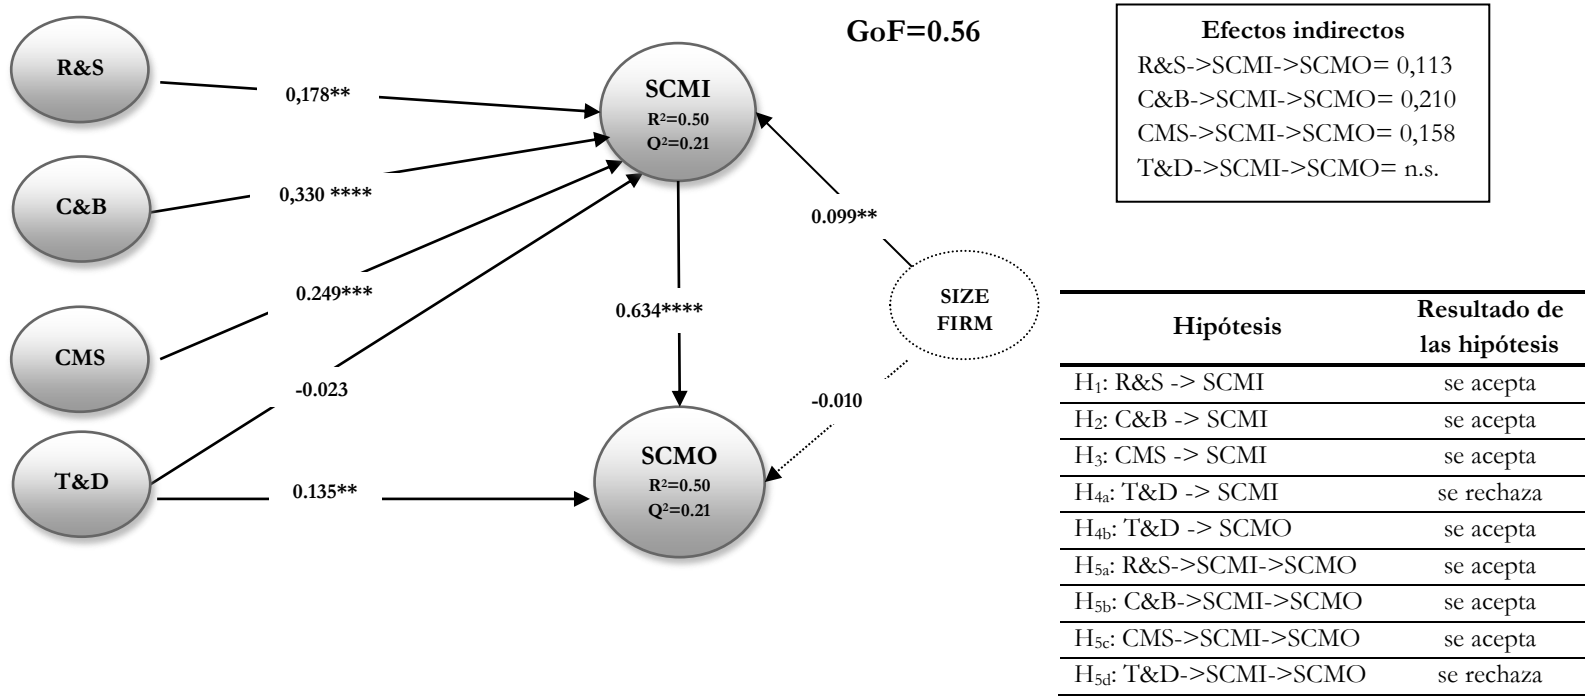 GoF=0.56
R&S
0,178**
C&B
0,330 ****
CMS
0.249***
T&D
-0.023
0.135**
SCMI
R²=0.50
Q²=0.21
0.634****
SCMO
R²=0.50
Q²=0.21
0.099**
SIZE
FIRM
-0.010
Efectos indirectos
R&S->SCMI->SCMO= 0,113
C&B->SCMI->SCMO= 0,210
CMS->SCMI->SCMO= 0,158
T&D->SCMI->SCMO= n.s.
Hipótesis Resultado de
las hipótesis
H₁: R&S -> SCMI se acepta
H₂: C&B -> SCMI se acepta
H₃: CMS -> SCMI se acepta
H₄ₐ: T&D -> SCMI se rechaza
H4b: T&D -> SCMO se acepta
H₅ₐ: R&S->SCMI->SCMO se acepta
H5b: C&B->SCMI->SCMO se acepta
H5c: CMS->SCMI->SCMO se acepta
H5d: T&D->SCMI->SCMO se rechaza